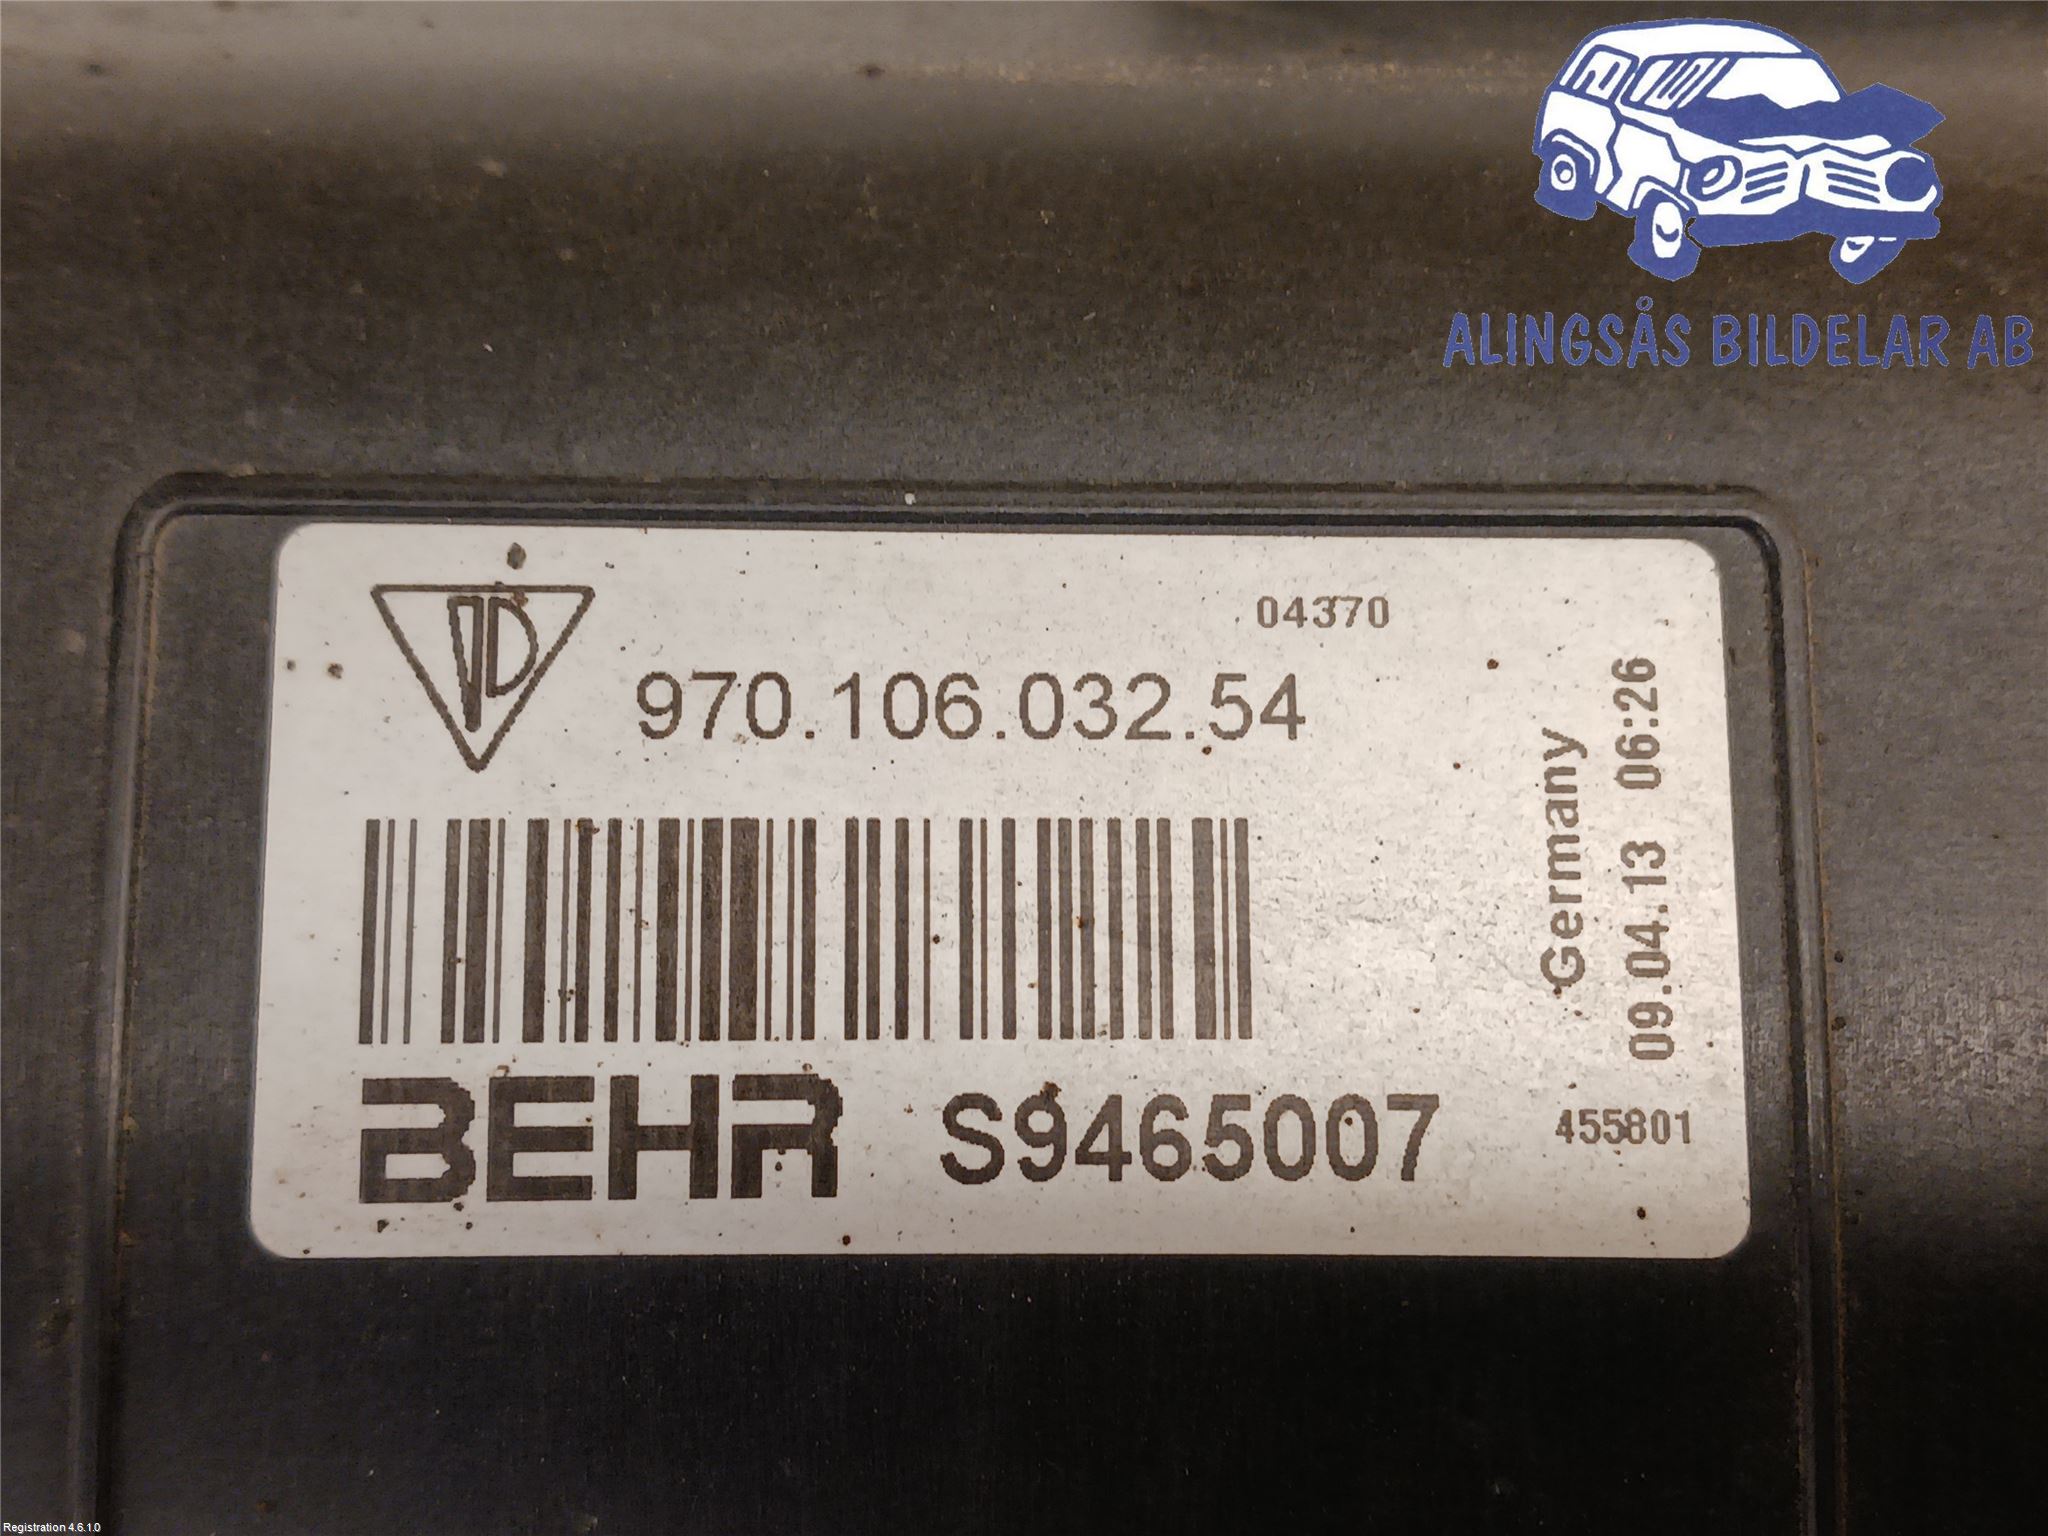 ALINGSÅS BILDELAR AB
04370
970.106.032.54
Germany
09.04.13 06:26
BEHR S9465007
455801
Registration 4.6.1.0